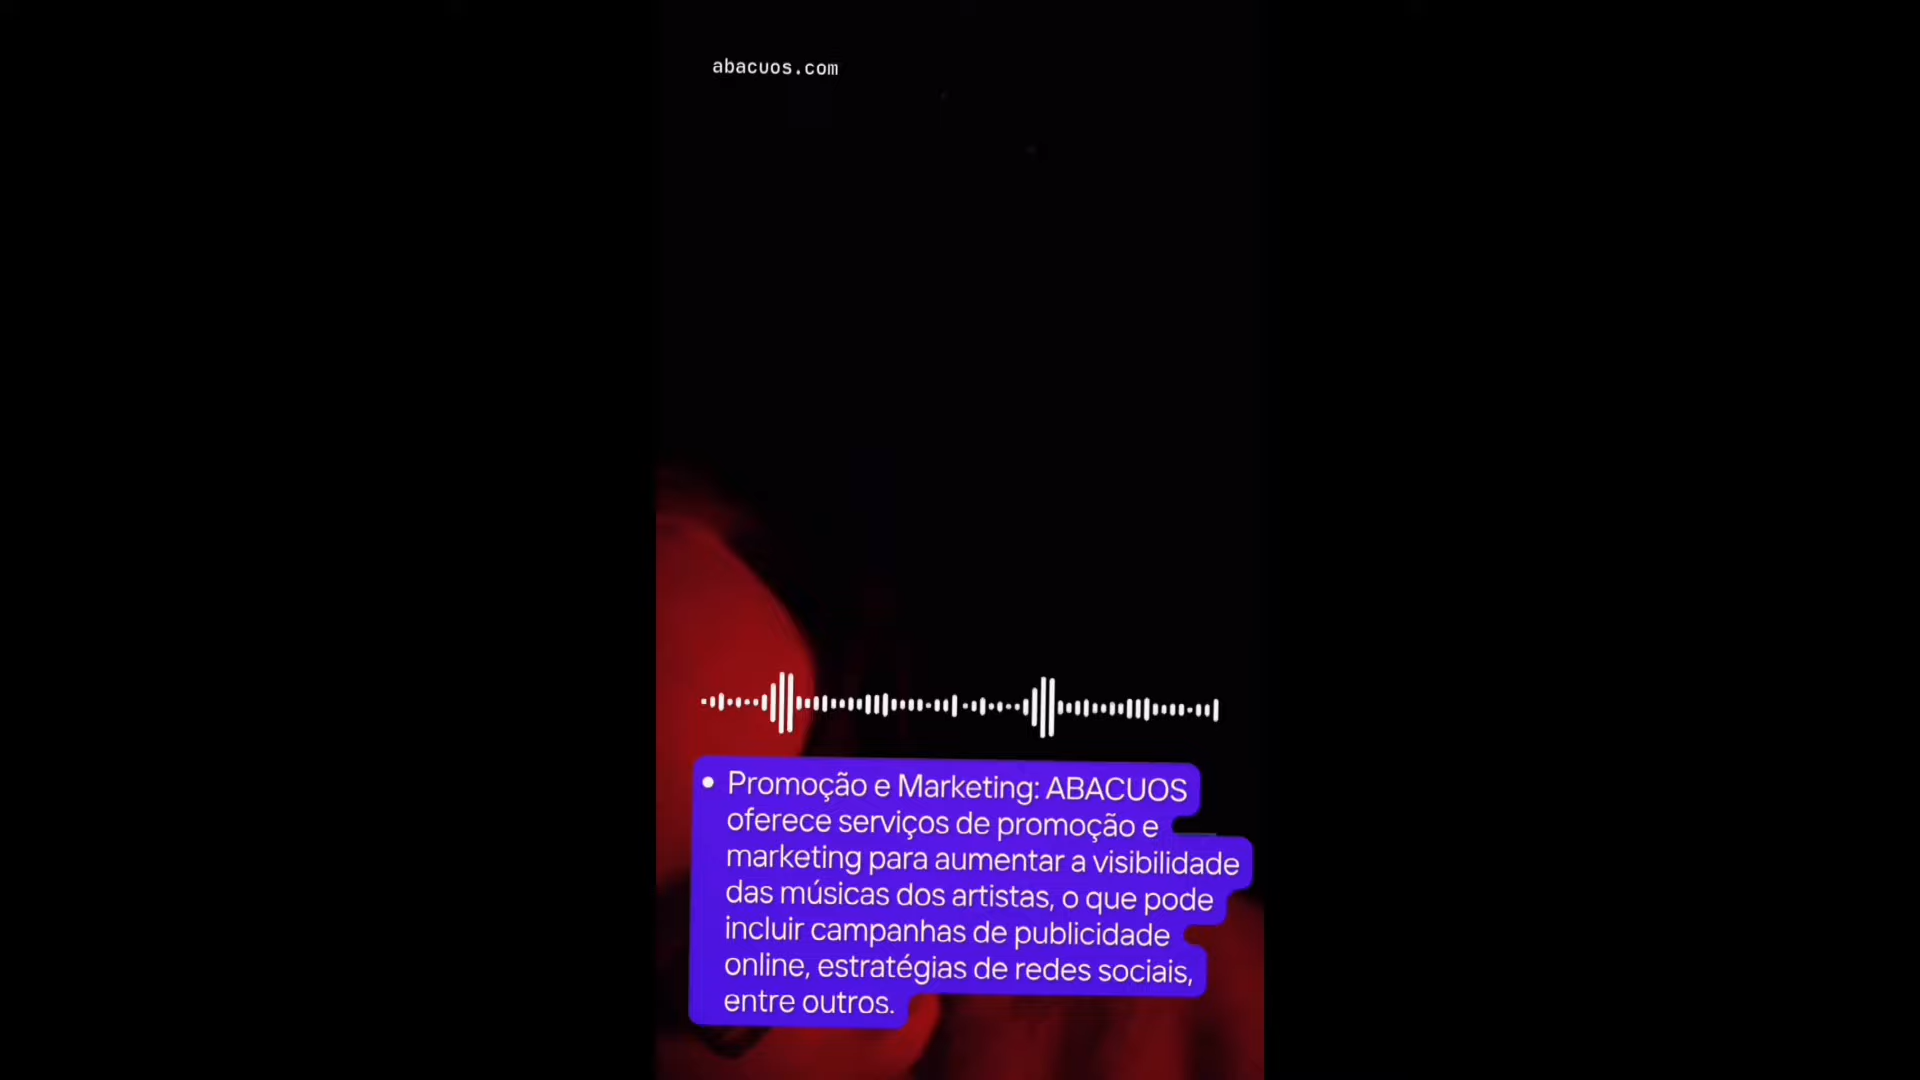 abacuos.com
• Promoção e Marketing: ABACUOS
oferece serviços de promoção e
marketing para aumentar a visibilidade
das músicas dos artistas, o que pode
incluir campanhas de publicidade
online, estratégias de redes sociais,
entre outros.